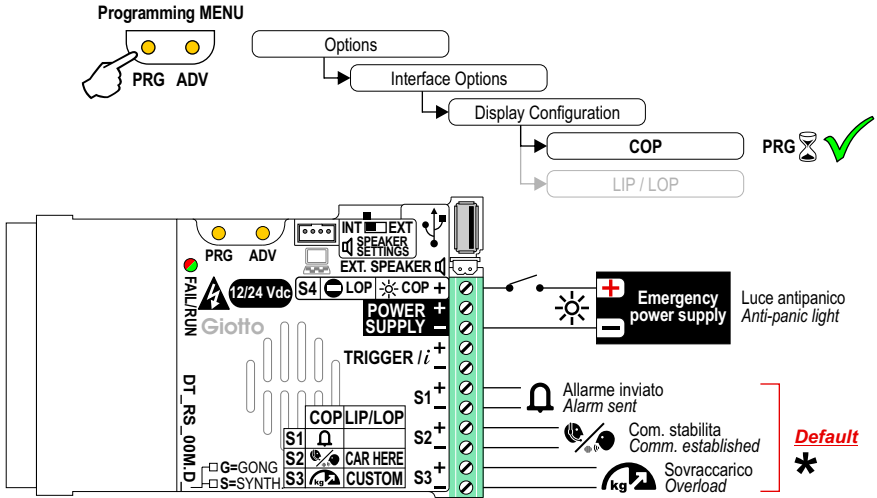 Programming MENU
PRG ADV
Options
Interface Options
Display Configuration
COP
PRG
LIP / LOP
INT EXT
SPEAKER
SETTINGS
PRG ADV
EXT. SPEAKER
FAIL/RUN
12/24 Vdc
S4 LOP COP +
POWER +
SUPPLY –
Giotto
TRIGGER / i + –
S1 + –
S2 + –
S3 + –
DT_RS_00M.D
COP LIP/LOP
S1
S2 CAR HERE
S3 kg CUSTOM
G=GONG
S=SYNTH.
+
–
Emergency
power supply
Luce antipanico
Anti-panic light
Allarme inviato
Alarm sent
Com. stabilita
Comm. established
kg
Sovraccarico
Overload
Default
*